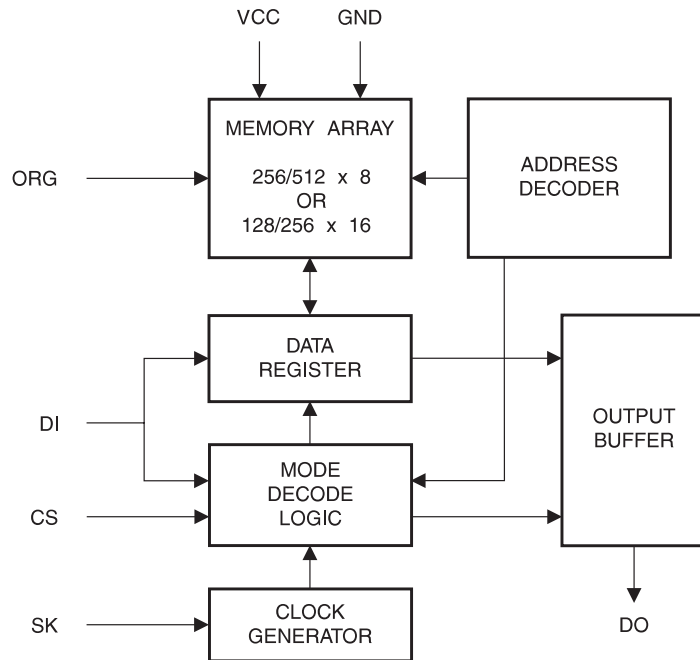 VCC GND
MEMORY ARRAY
256/512 x 8
OR
128/256 x 16
ORG
ADDRESS
DECODER
DATA
REGISTER
DI
OUTPUT
BUFFER
MODE
DECODE
LOGIC
CS
CLOCK
GENERATOR
SK
DO